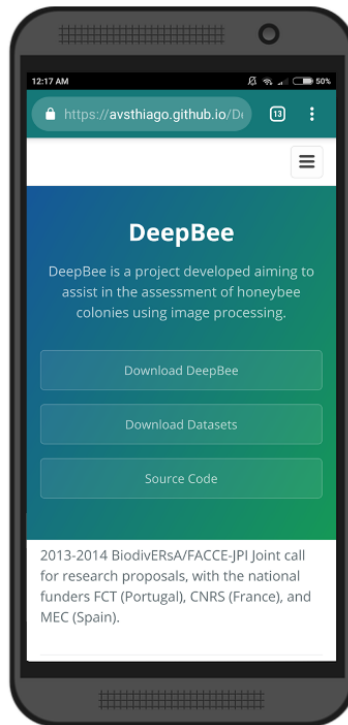 12:17 AM
50%
https://avsthiago.github.io/D
13
DeepBee
DeepBee is a project developed aiming to
assist in the assessment of honeybee
colonies using image processing.
Download DeepBee
Download Datasets
Source Code
2013-2014 BiodivERsA/FACCE-JPI Joint call
for research proposals, with the national
funders FCT (Portugal), CNRS (France), and
MEC (Spain).